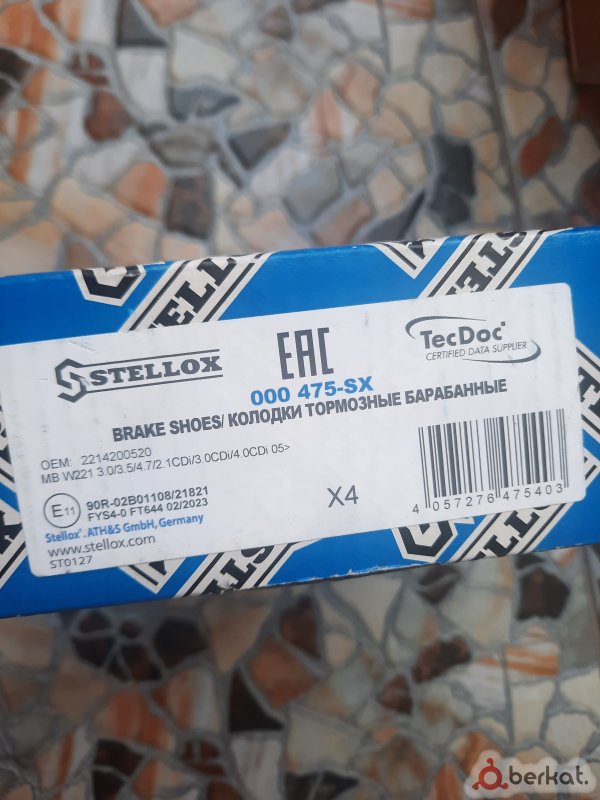 STELLOX
EAC
TecDoc
CERTIFIED DATA SUPPLIER
000 475-SX
BRAKE SHOES/ КОЛОДКИ ТОРМОЗНЫЕ БАРАБАННЫЕ
OEM: 2214200520
MB W221 3.0/3.5/4.7/2.1CDi/3.0CDi/4.0CDi 05>
E11 90R-02B01108/21821
FYS4-0 FT644 02/2023
X4
4 057276 475403
Stellox®. ATH&S GmbH, Germany
www.stellox.com
ST0127
berkat.